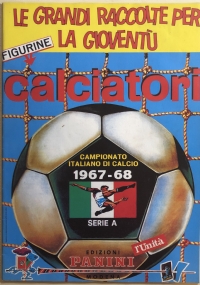 LE GRANDI RACCOLTE PER
LA GIOVENTÙ
FIGURINE
calciatori
CAMPIONATO
ITALIANO DI CALCIO
1967-68
SERIE A
l'Unità
EDIZIONI
PANINI